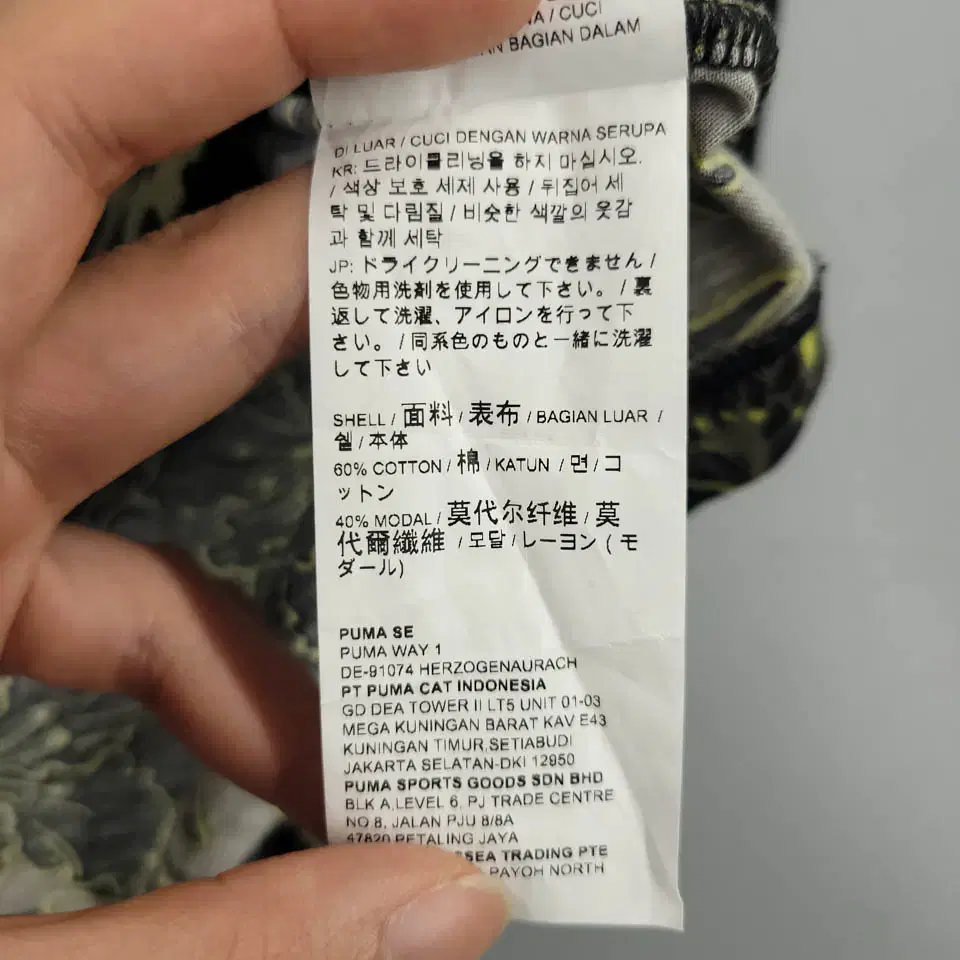 / CUCI
BAGIAN DALAM
DI LUAR / CUCI DENGAN WARNA SERUPA
KR: 드라이클리닝을 하지 마십시오.
/ 색상 보호 세제 사용 / 뒤집어 세
탁 및 다림질 / 비슷한 색깔의 옷감
과 함께 세탁
JP: ドライクリーニングできません /
色物用洗剤を使用して下さい。 / 裏
返して洗濯、アイロンを行って下
さい。 / 同系色のものと一緒に洗濯
して下さい
SHELL / 面料 / 表布 / BAGIAN LUAR /
쉘 / 本体
60% COTTON / 棉 / KATUN / 면 / コ
ットン
40% MODAL / 莫代尔纤维 / 莫
代爾纖維 / 모달 / レーヨン ( モ
ダール)
PUMA SE
PUMA WAY 1
DE-91074 HERZOGENAURACH
PT PUMA CAT INDONESIA
GD DEA TOWER II LT5 UNIT 01-03
MEGA KUNINGAN BARAT KAV E43
KUNINGAN TIMUR,SETIABUDI
JAKARTA SELATAN-DKI 12950
PUMA SPORTS GOODS SDN BHD
BLK A,LEVEL 6, PJ TRADE CENTRE
NO.8, JALAN PJU 8/8A
47820 PETALING JAYA
SSEA TRADING PTE
PAYOH NORTH